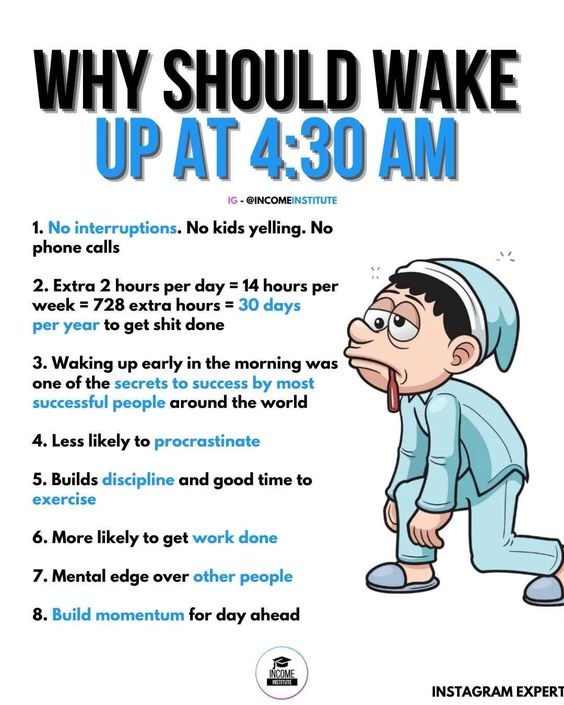 WHY SHOULD WAKE
UP AT 4:30 AM
IG - @INCOMEINSTITUTE
1. No interruptions. No kids yelling. No
phone calls
2. Extra 2 hours per day = 14 hours per
week = 728 extra hours = 30 days
per year to get shit done
3. Waking up early in the morning was
one of the secrets to success by most
successful people around the world
4. Less likely to procrastinate
5. Builds discipline and good time to
exercise
6. More likely to get work done
7. Mental edge over other people
8. Build momentum for day ahead
INCOME
INSTITUTE
INSTAGRAM EXPERT